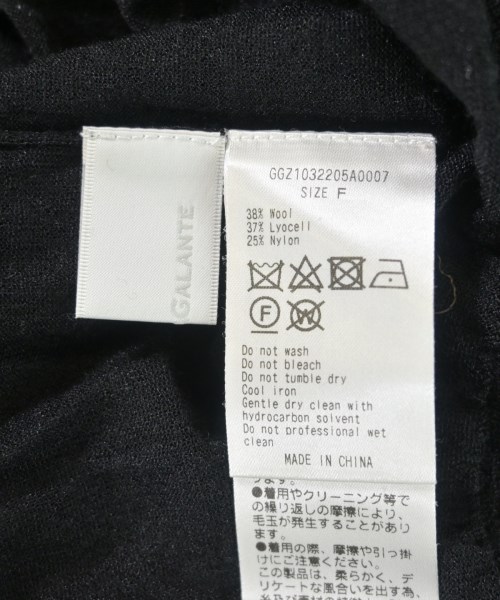 GALANTE
GGZ1032205A0007
SIZE F
38% Wool
37% Lyocell
25% Nylon
F
W
Do not wash
Do not bleach
Do not tumble dry
Cool iron
Gentle dry clean with
hydrocarbon solvent
Do not professional wet
clean
MADE IN CHINA
ります。
●着用やクリーニング等で
の繰り返しの摩擦により、
毛玉が発生することがあり
ます。
●着用の際、摩擦や引っ掛
けにご注意ください。
この製品は、柔らかく、デ
リケートな風合いを出す為、